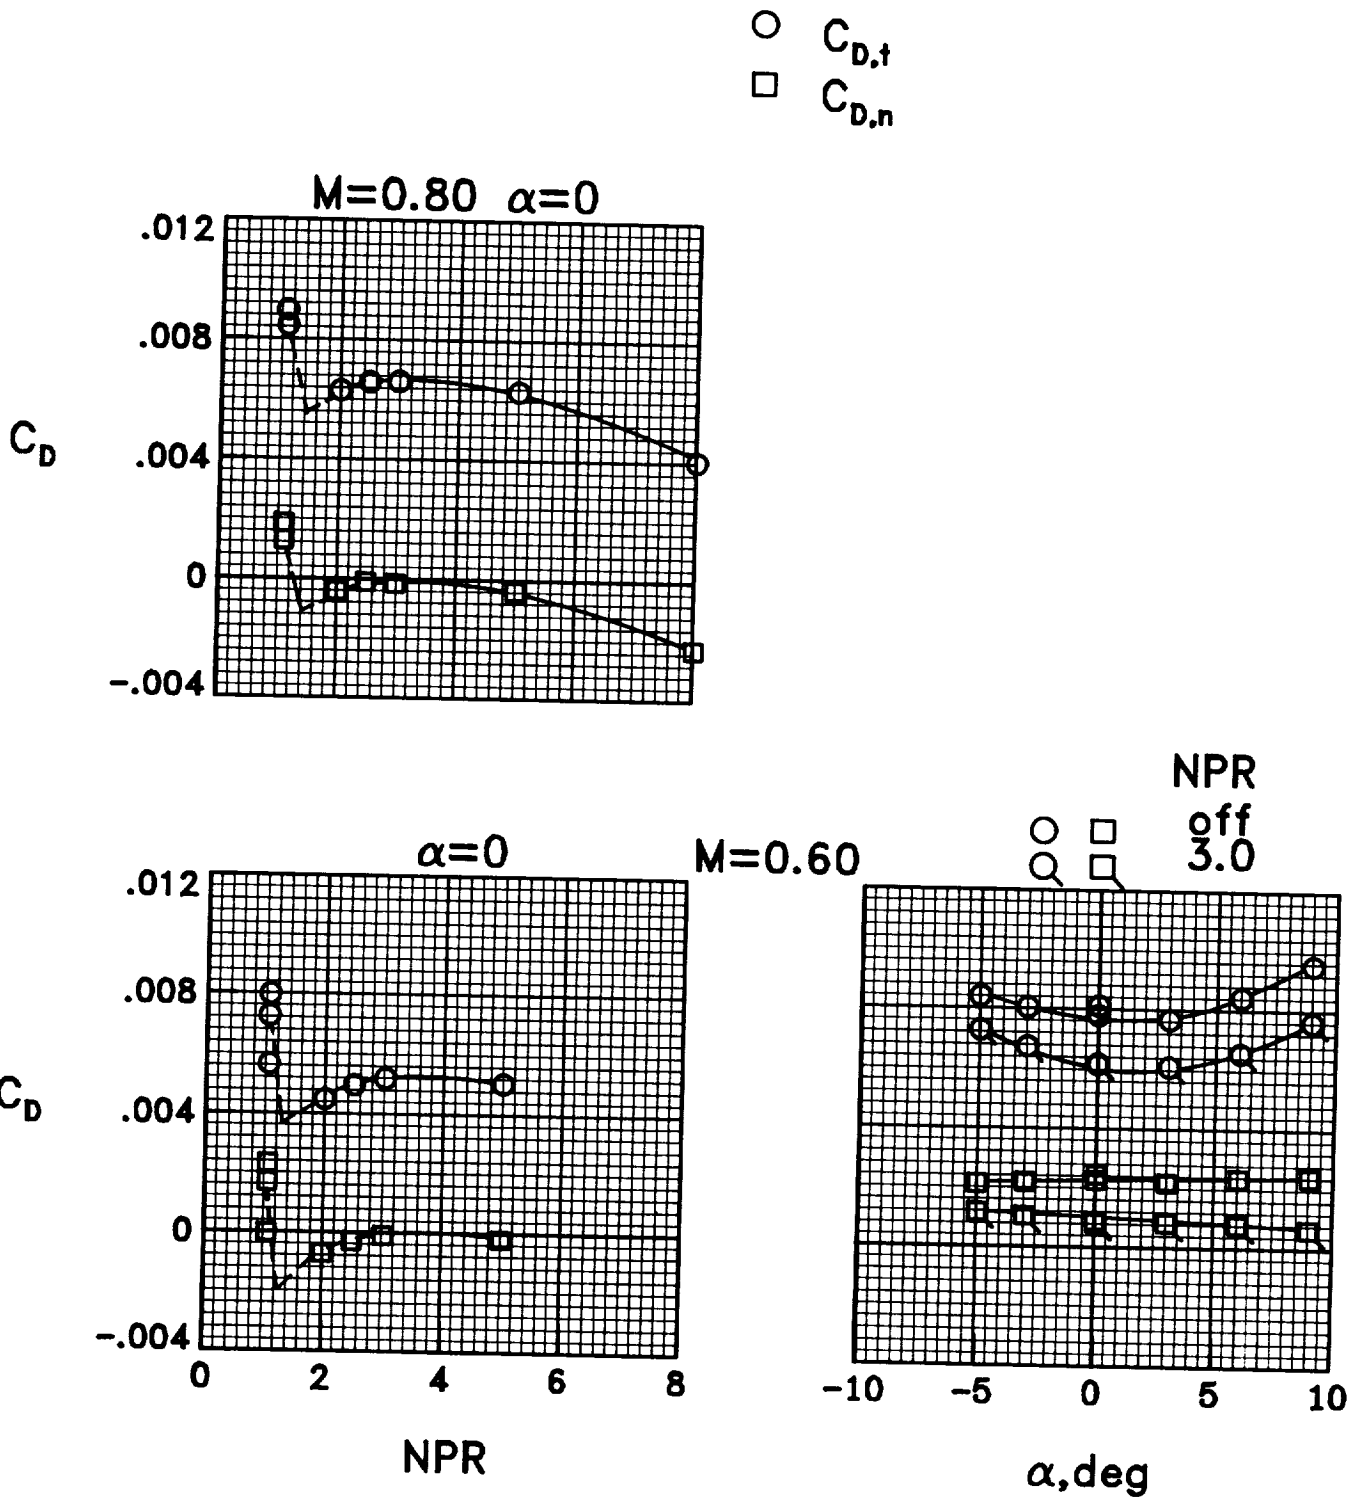 C_D,t
C_D,n
M=0.80 α=0
.012
.008
C_D
.004
0
-.004
NPR
off
3.0
α=0
M=0.60
.012
.008
C_D
.004
0
-.004
0 2 4 6 8
NPR
-10 -5 0 5 10
α,deg